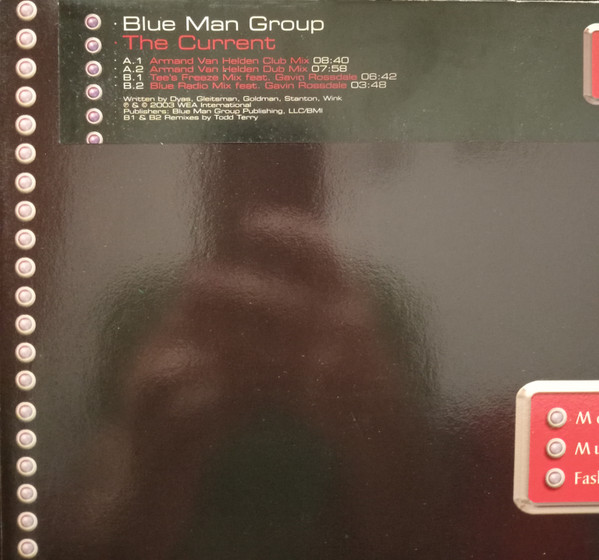 Blue Man Group
The Current
A.1 Armand Van Helden Club Mix 08:40
A.2 Armand Van Helden Dub Mix 07:58
B.1 Tee's Freeze Mix feat. Gavin Rossdale 06:42
B.2 Blue Radio Mix feat. Gavin Rossdale 03:48
Written by Dyas, Gleitsman, Goldman, Stanton, Wink
℗ & © 2003 WEA International
Publishers: Blue Man Group Publishing, LLC/BMI
B1 & B2 Remixes by Todd Terry